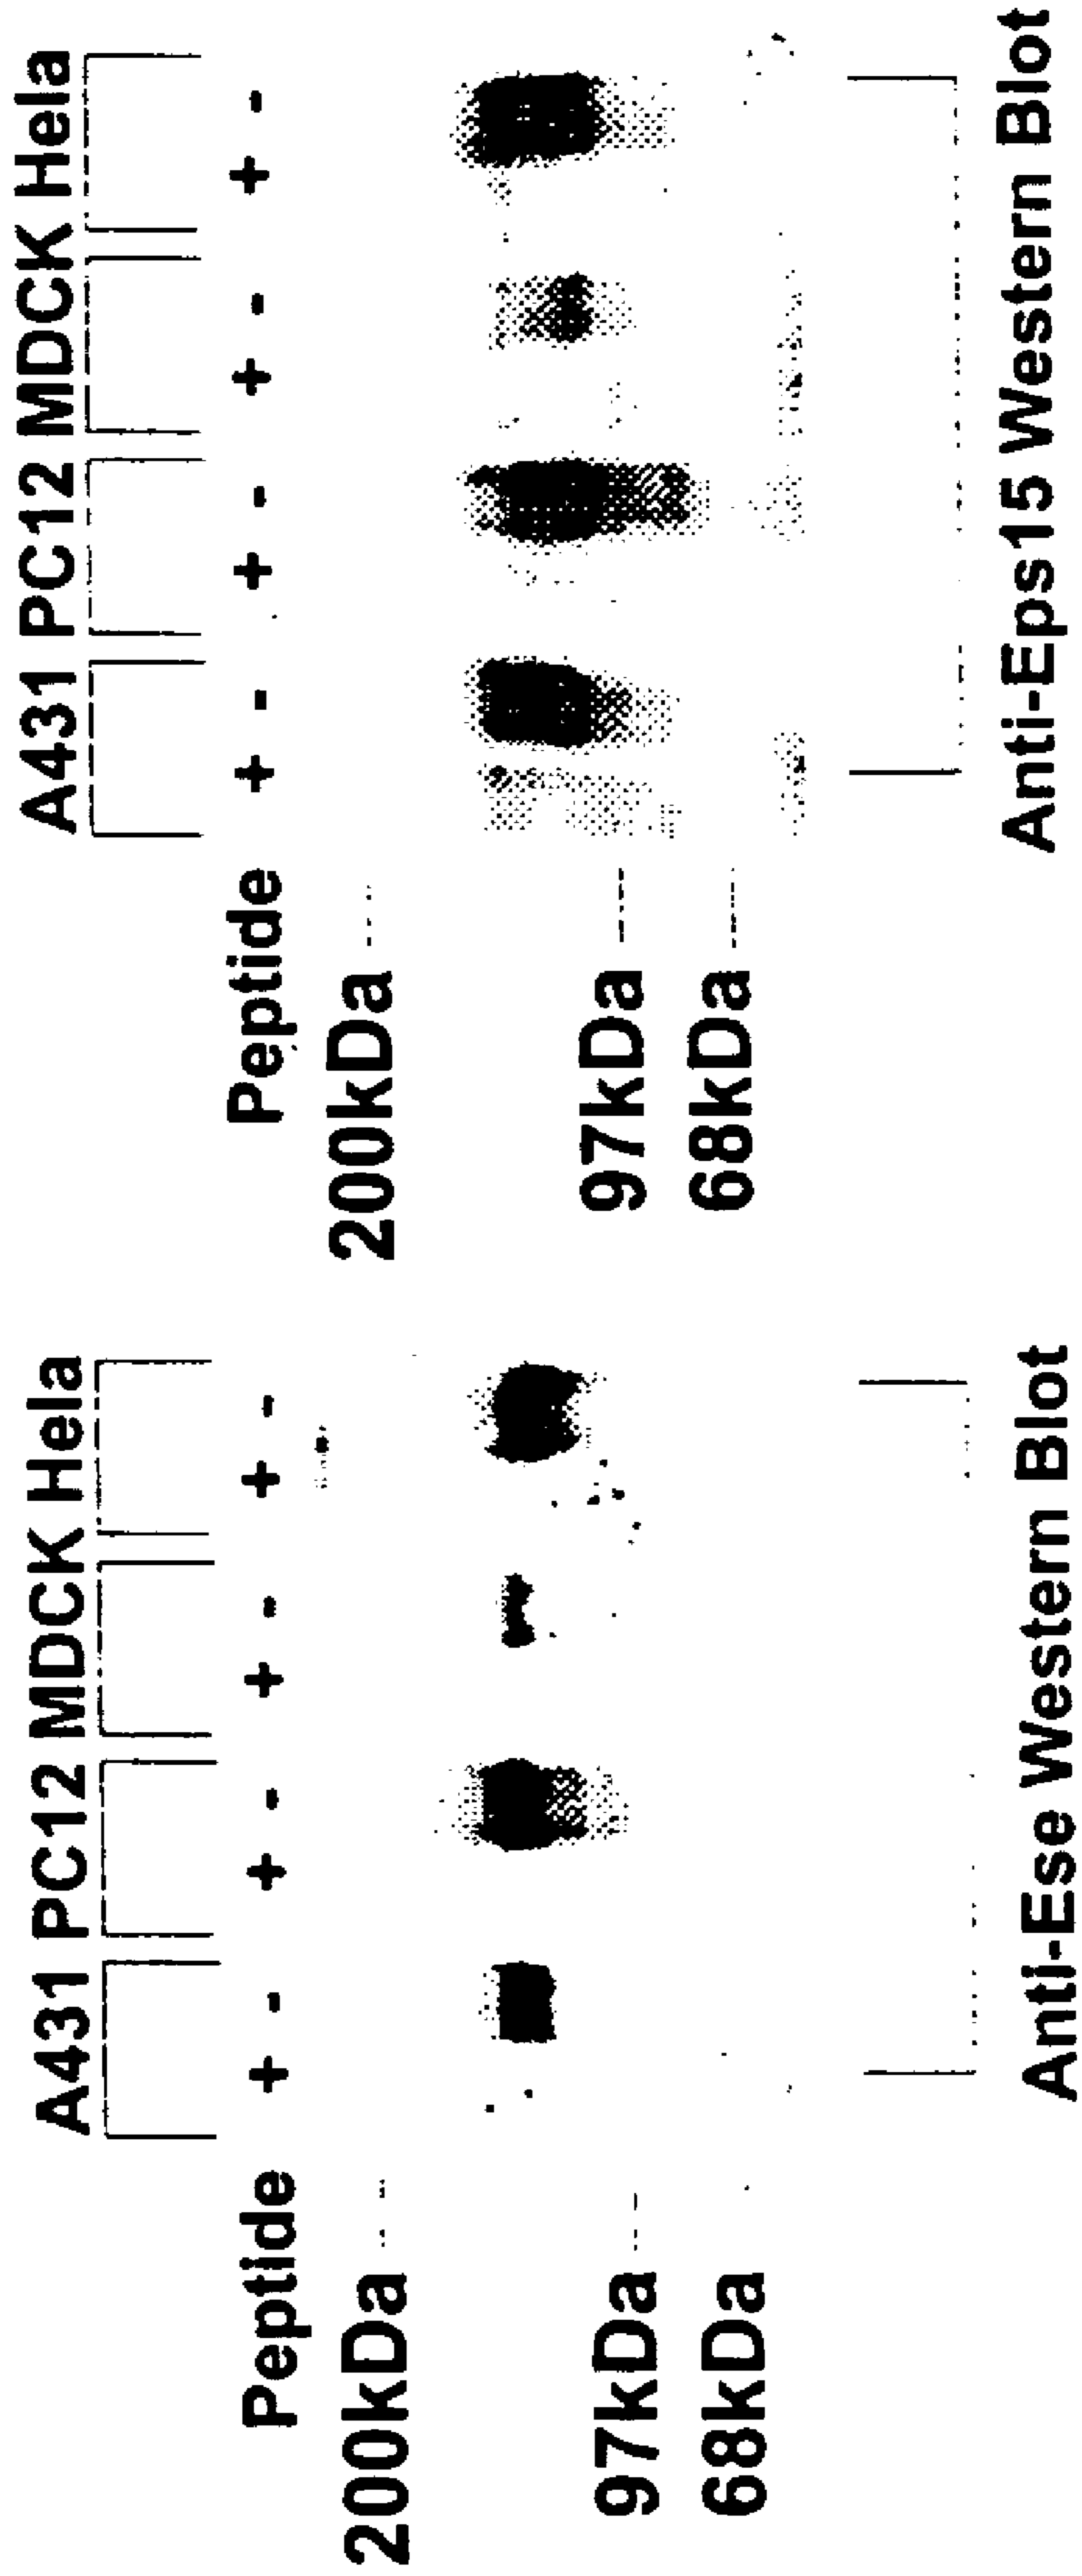 A431 PC12 MDCK Hela
Peptide + - + - + - + -
200kDa
97kDa
68kDa
Anti-Ese Western Blot
A431 PC12 MDCK Hela
Peptide + - + - + - + -
200kDa
97kDa
68kDa
Anti-Eps15 Western Blot